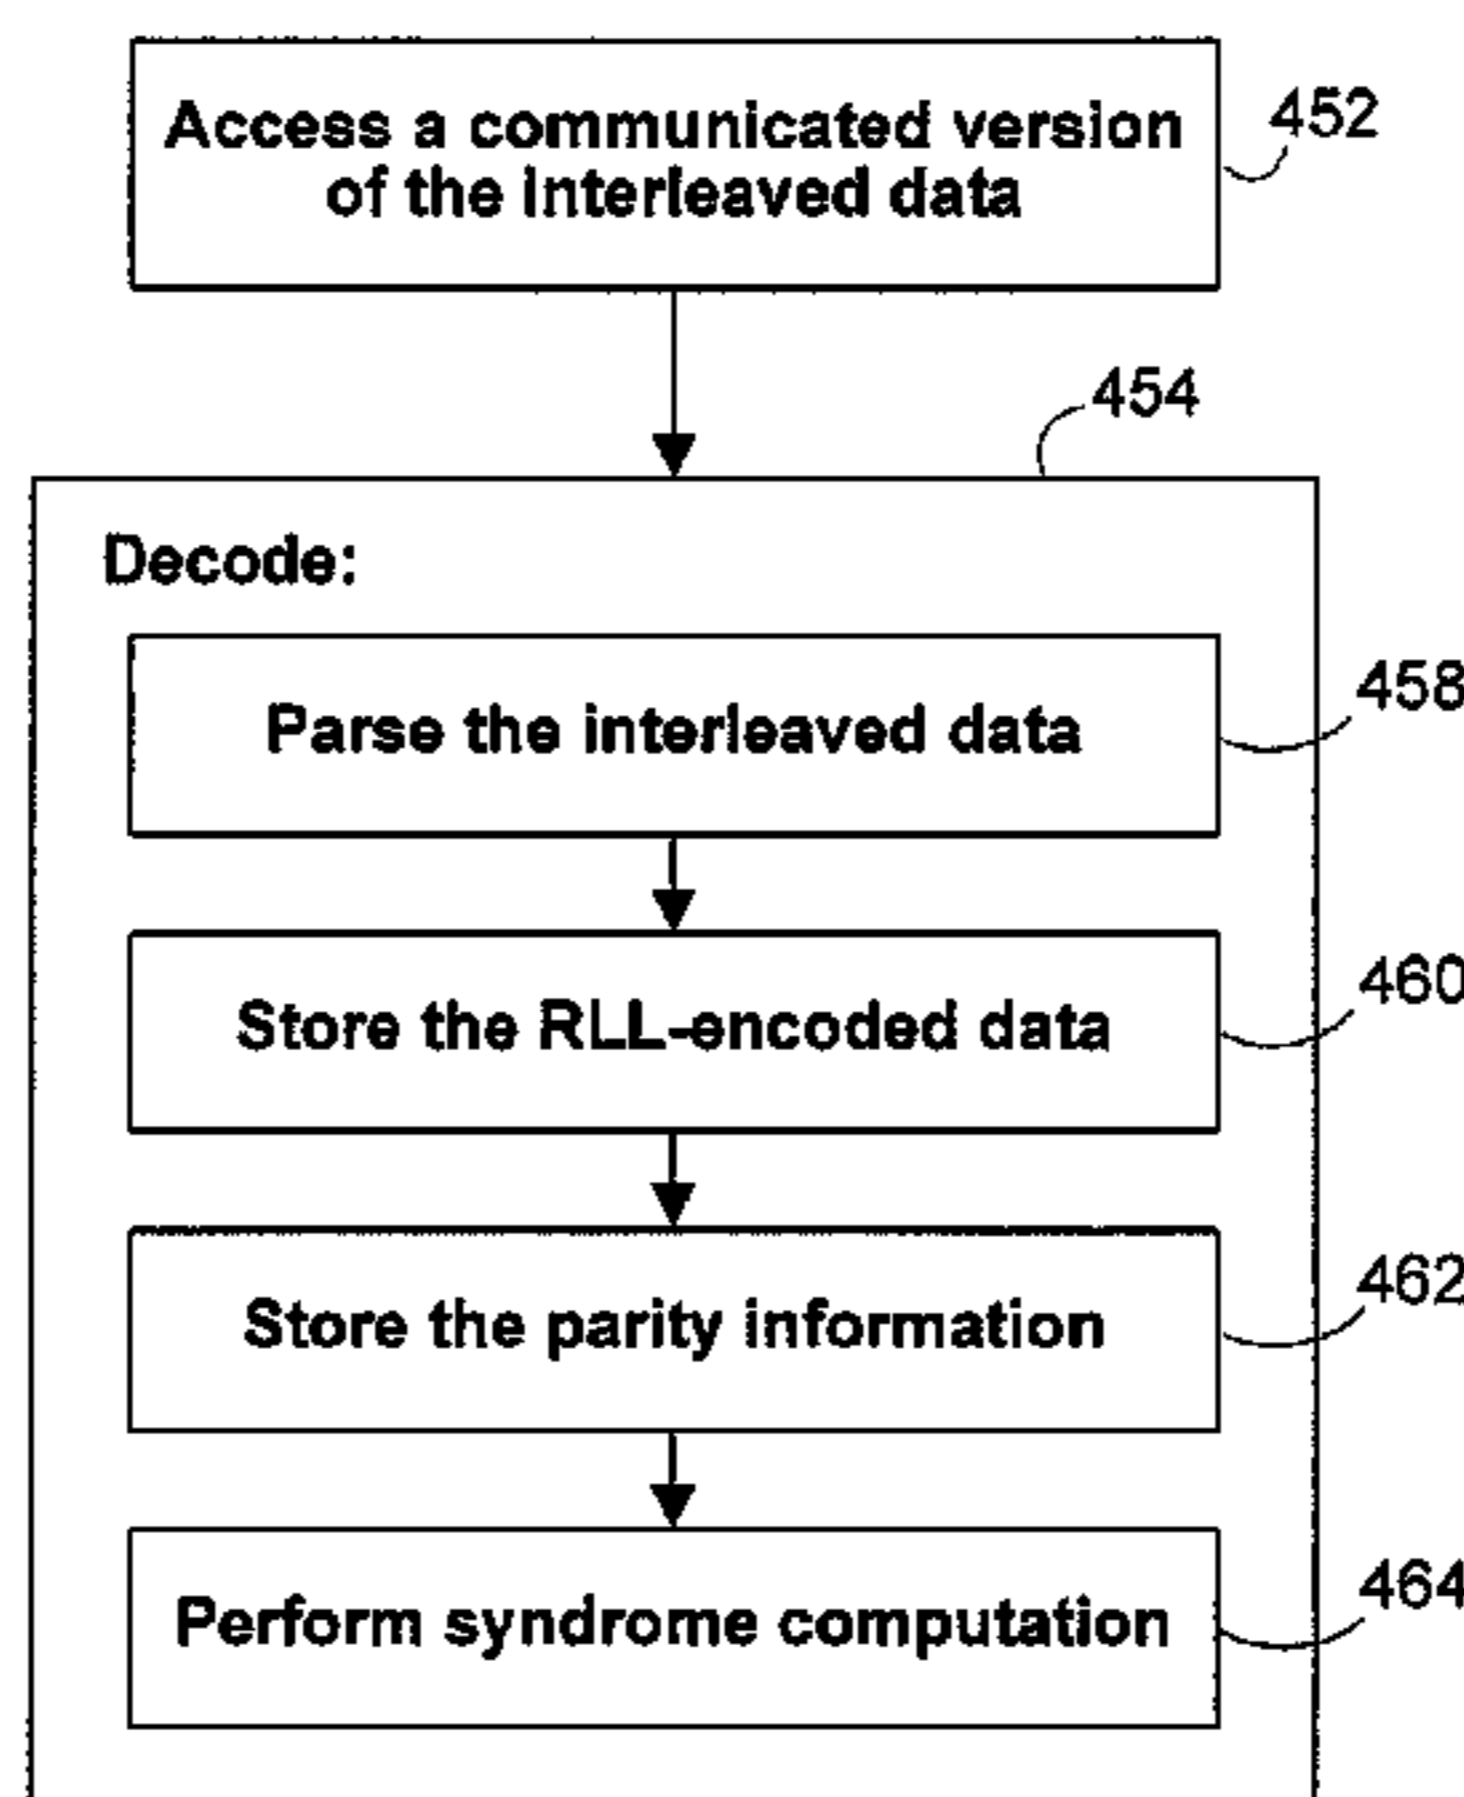 Access a communicated version
of the interleaved data
452
454
Decode:
Parse the interleaved data
458
Store the RLL-encoded data
460
Store the parity information
462
Perform syndrome computation
464